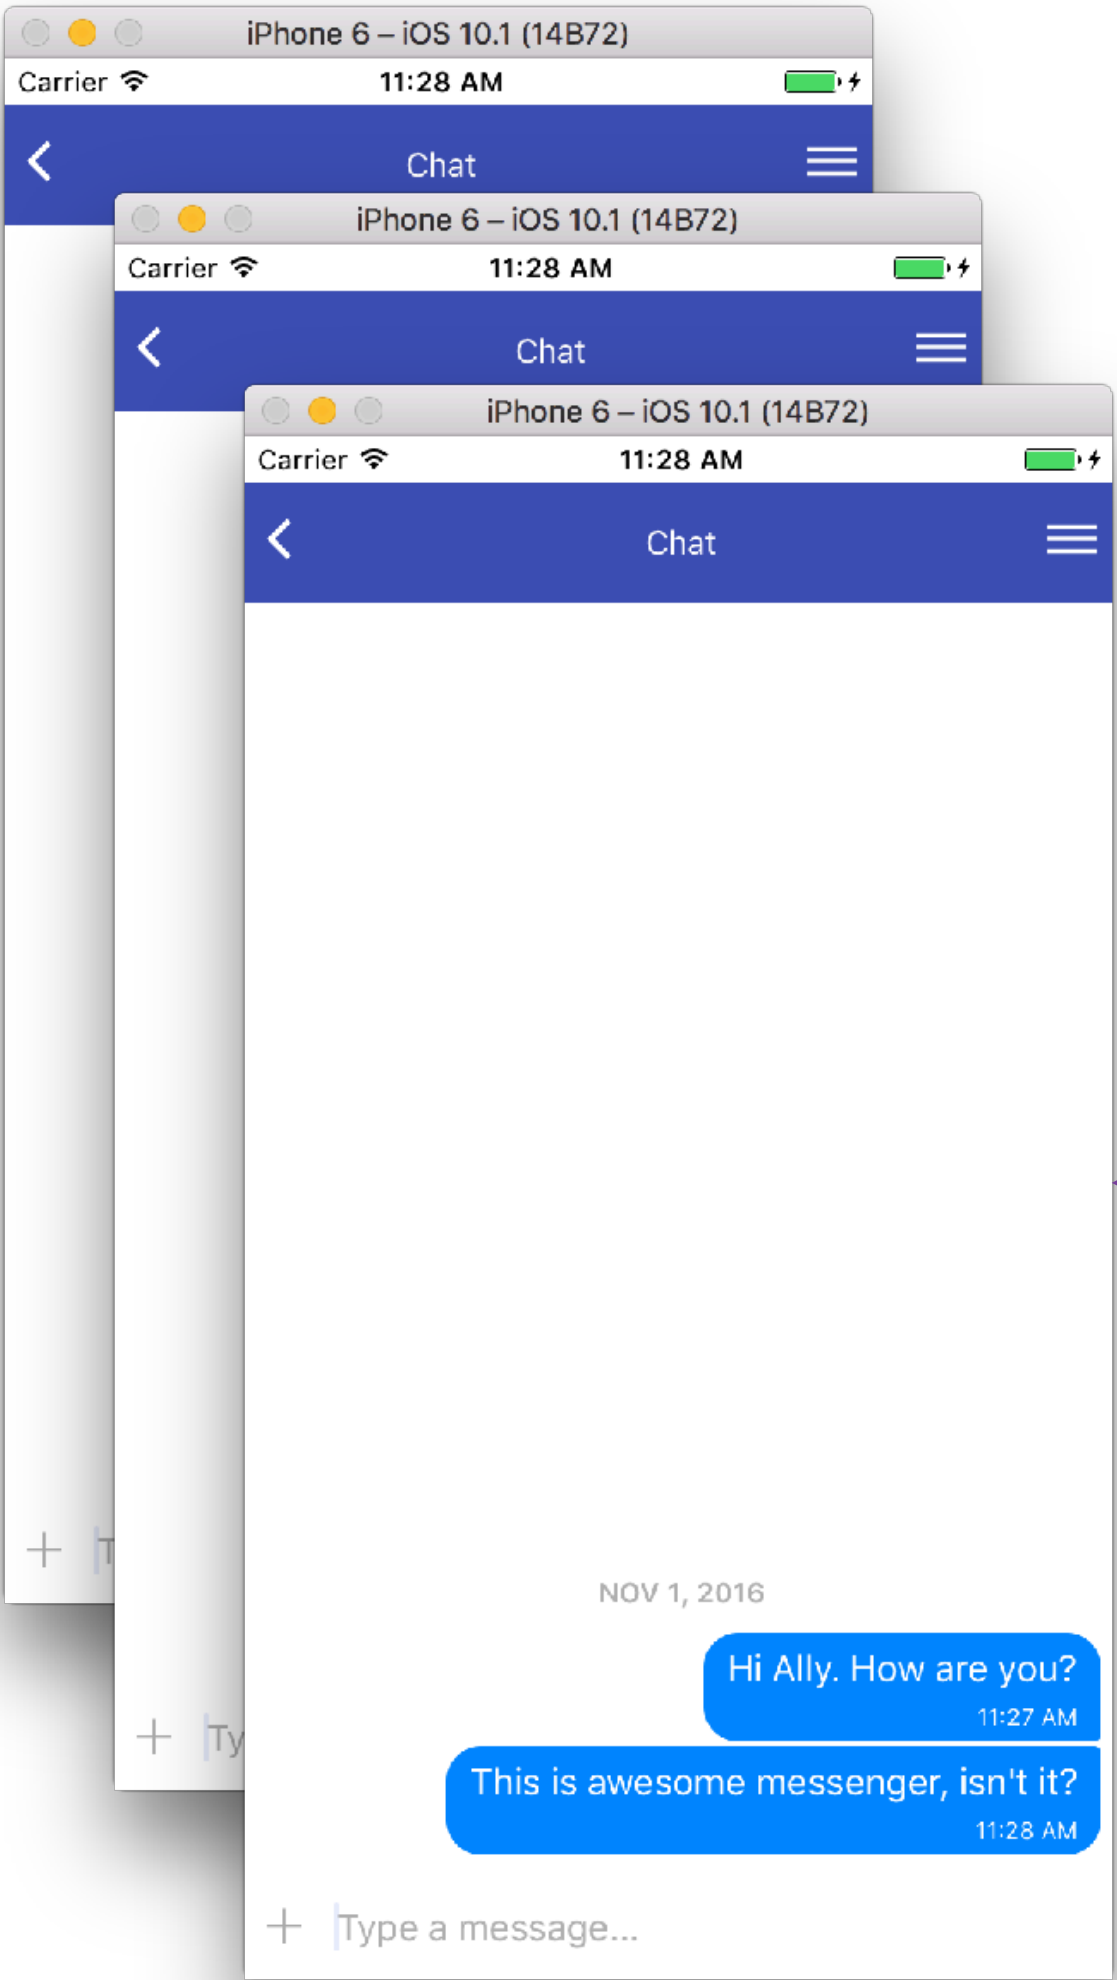 iPhone 6 – iOS 10.1 (14B72)
Carrier 11:28 AM
Chat
iPhone 6 – iOS 10.1 (14B72)
Carrier 11:28 AM
Chat
iPhone 6 – iOS 10.1 (14B72)
Carrier 11:28 AM
Chat
T
NOV 1, 2016
Hi Ally. How are you?
11:27 AM
Ty
This is awesome messenger, isn't it?
11:28 AM
Type a message...